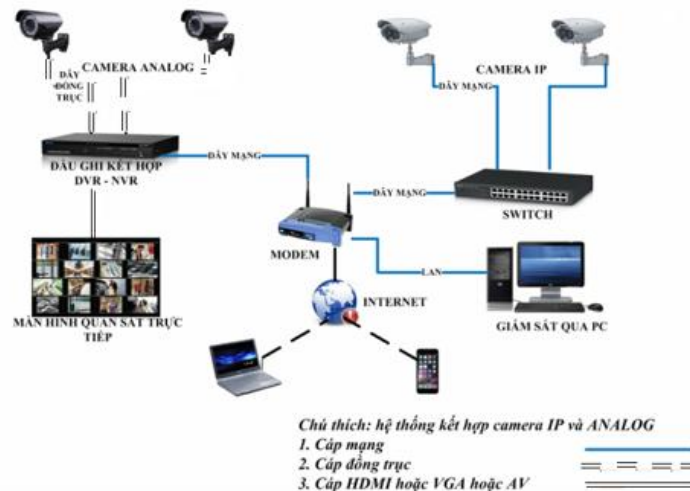 CAMERA ANALOG
CAMERA IP
DÂY
ĐỒNG
TRỤC
DÂY MẠNG
DÂY MẠNG
DÂY MẠNG
ĐẦU GHI KẾT HỢP
DVR - NVR
SWITCH
MODEM
LAN
INTERNET
MÀN HÌNH QUAN SÁT TRỰC
TIẾP
GIÁM SÁT QUA PC
Chú thích: hệ thống kết hợp camera IP và ANALOG
1. Cáp mạng
2. Cáp đồng trục
3. Cáp HDMI hoặc VGA hoặc AV